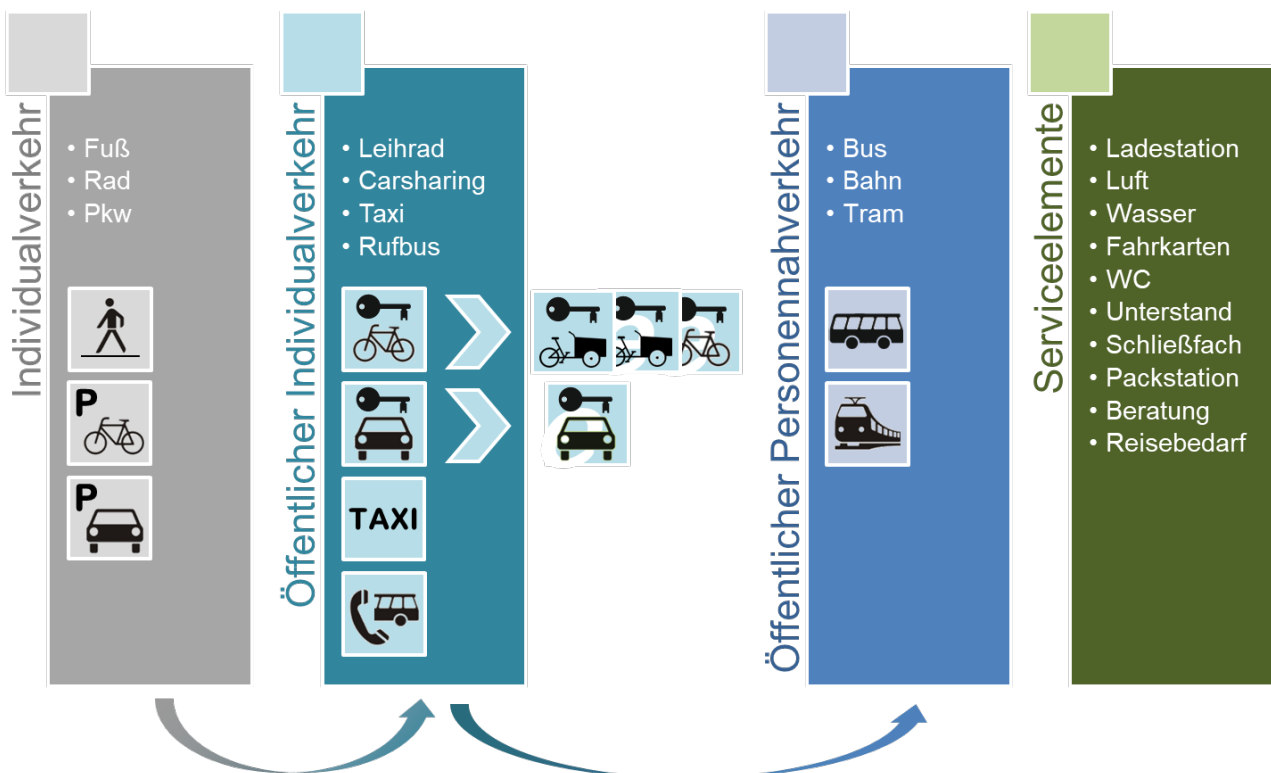 Individualverkehr
• Fuß
• Rad
• Pkw
P
P
Öffentlicher Individualverkehr
• Leihrad
• Carsharing
• Taxi
• Rufbus
e
e
e
TAXI
Öffentlicher Personennahverkehr
• Bus
• Bahn
• Tram
Serviceelemente
• Ladestation
• Luft
• Wasser
• Fahrkarten
• WC
• Unterstand
• Schließfach
• Packstation
• Beratung
• Reisebedarf